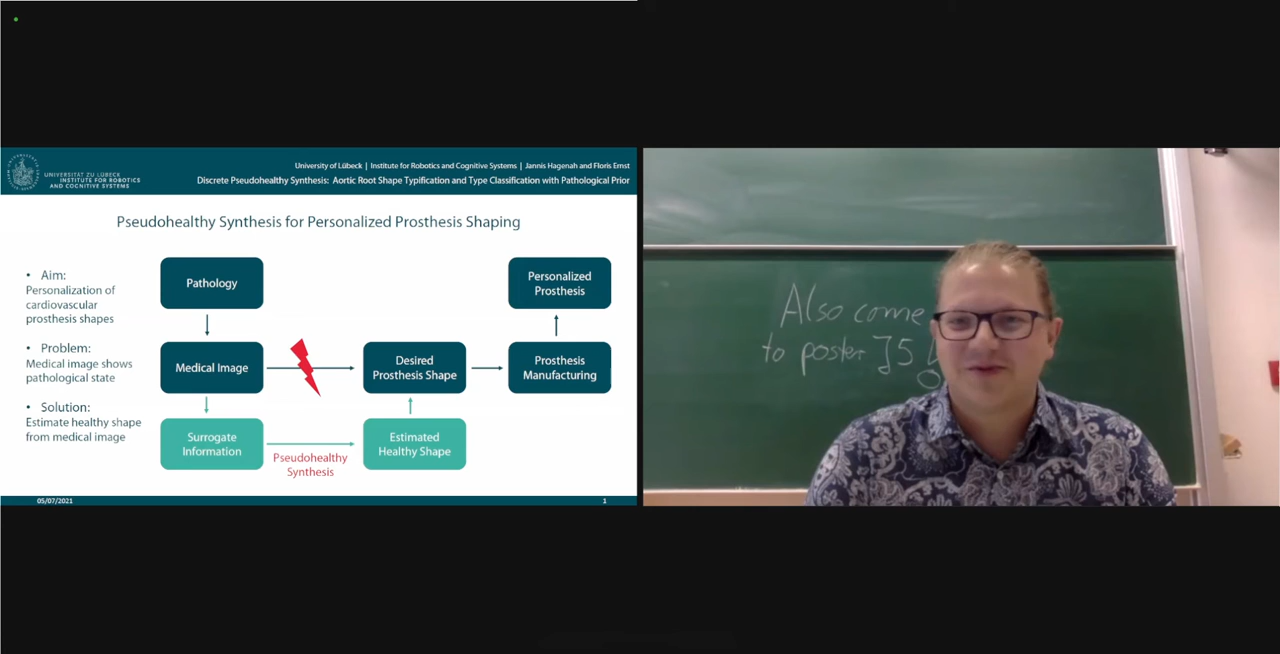 UNIVERSITÄT ZU LÜBECK
INSTITUTE FOR ROBOTICS
AND COGNITIVE SYSTEMS
University of Lübeck | Institute for Robotics and Cognitive Systems | Jannis Hagenah and Floris Ernst
Discrete Pseudohealthy Synthesis: Aortic Root Shape Typification and Type Classification with Pathological Prior
Pseudohealthy Synthesis for Personalized Prosthesis Shaping
• Aim:
Personalization of
cardiovascular
prosthesis shapes
• Problem:
Medical image shows
pathological state
• Solution:
Estimate healthy shape
from medical image
Pathology
Medical Image
Surrogate
Information
Pseudohealthy
Synthesis
Desired
Prosthesis Shape
Estimated
Healthy Shape
Personalized
Prosthesis
Prosthesis
Manufacturing
05/07/2021
1
Also come
to poster J5